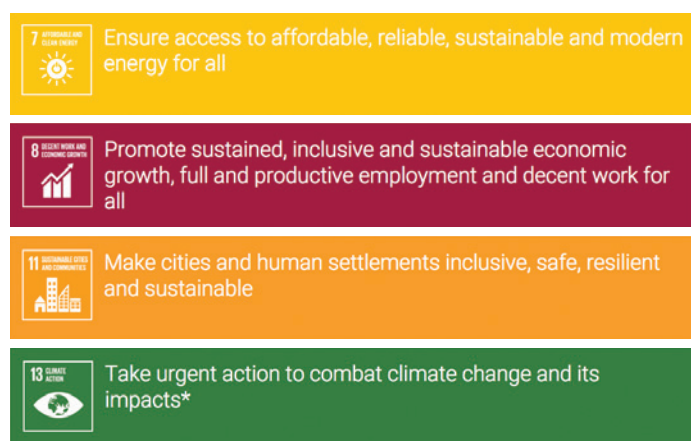 7 AFFORDABLE AND
CLEAN ENERGY
Ensure access to affordable, reliable, sustainable and modern
energy for all
8 DECENT WORK AND
ECONOMIC GROWTH
Promote sustained, inclusive and sustainable economic
growth, full and productive employment and decent work for
all
11 SUSTAINABLE CITIES
AND COMMUNITIES
Make cities and human settlements inclusive, safe, resilient
and sustainable
13 CLIMATE
ACTION
Take urgent action to combat climate change and its
impacts*